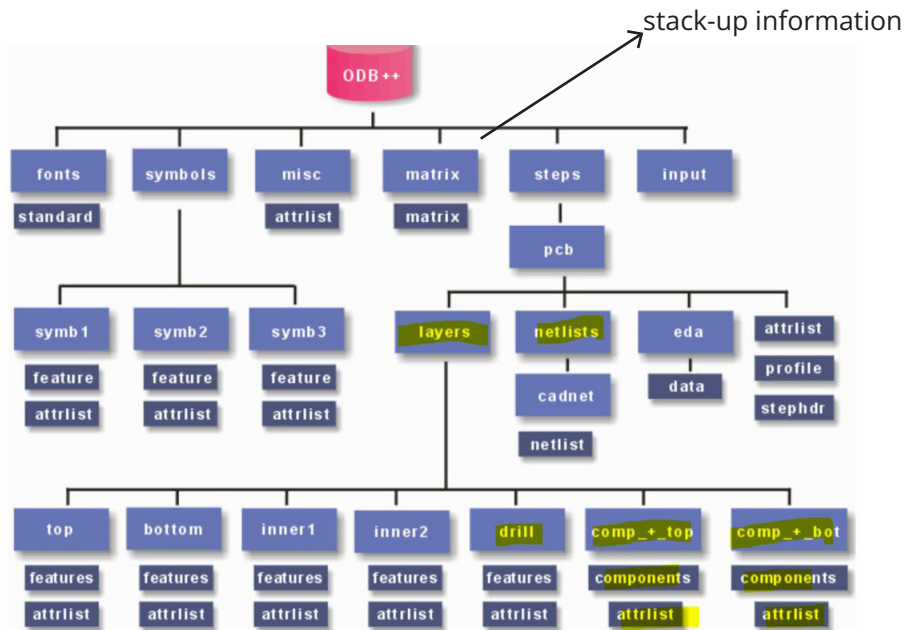 stack-up information
ODB++
fonts symbols misc matrix steps input
standard attrlist matrix
pcb
symb1 symb2 symb3 layers netlists eda attrlist
feature feature feature cadnet data profile
attrlist attrlist attrlist stephdr
netlist
top bottom inner1 inner2 drill comp_+_top comp_+_bot
features features features features features components components
attrlist attrlist attrlist attrlist attrlist attrlist attrlist